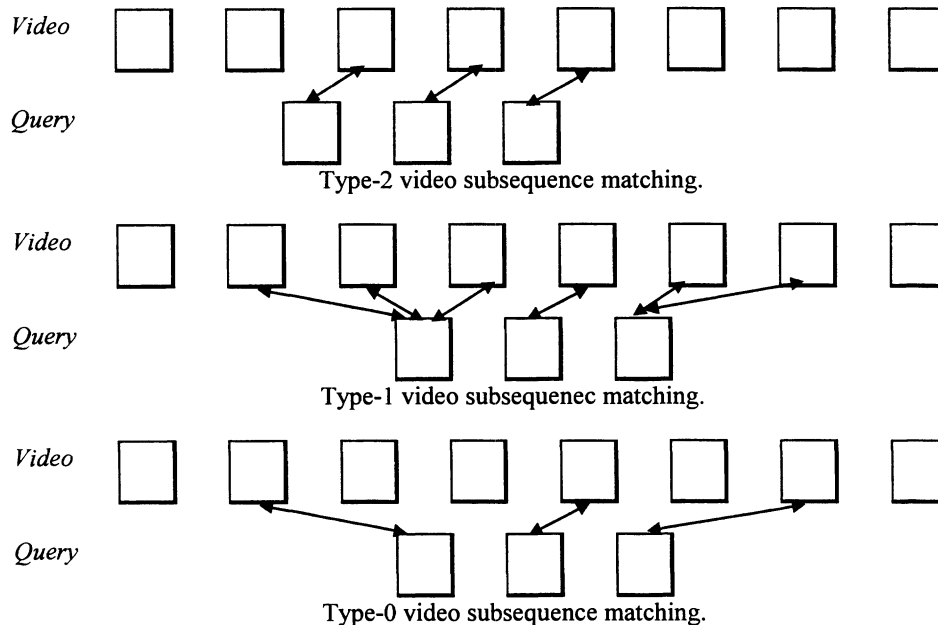 Video
Query
Type-2 video subsequence matching.
Video
Query
Type-1 video subsequenec matching.
Video
Query
Type-0 video subsequence matching.